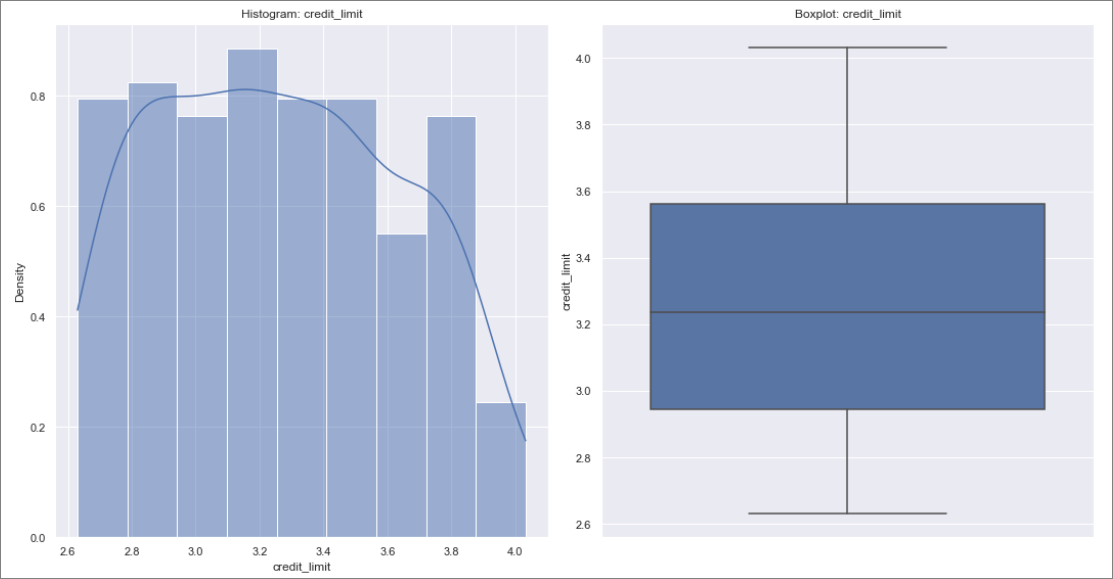 Histogram: credit_limit
Density
0.8
0.6
0.4
0.2
0.0
2.6 2.8 3.0 3.2 3.4 3.6 3.8 4.0
credit_limit
Boxplot: credit_limit
credit_limit
4.0
3.8
3.6
3.4
3.2
3.0
2.8
2.6